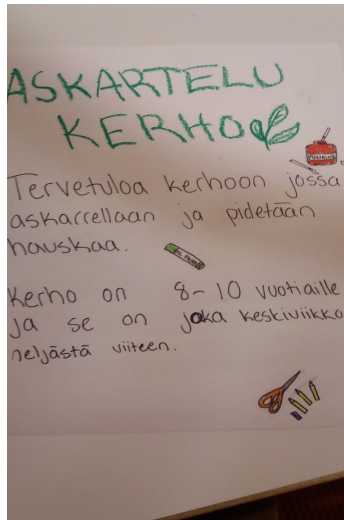 ASKARTELU
KERHO
Tervetuloa kerhoon jossa
askarrellaan ja pidetään
hauskaa.
Kerho on 8-10 vuotiaille
ja se on joka keskiviikko
neljästä viiteen.